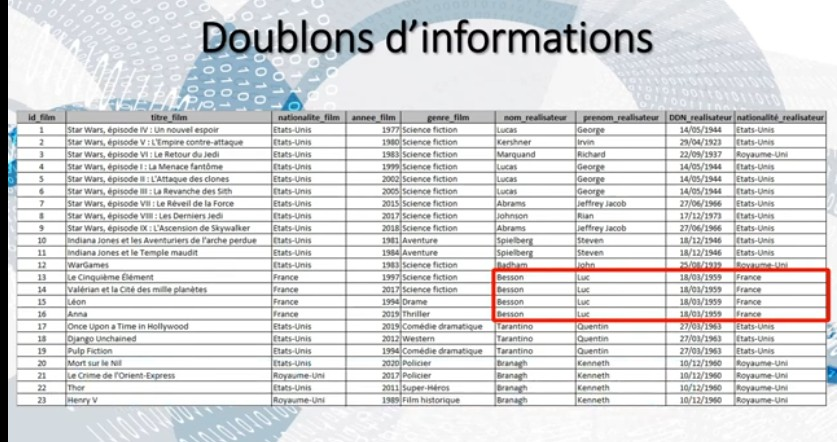 Doublons d'informations
id_film titre_film nationalite_film annee_film genre_film nom_realisateur prenom_realisateur DDN_realisateur nationalité_realisateur
1 Star Wars, épisode IV : Un nouvel espoir Etats-Unis 1977 Science fiction Lucas George 14/05/1944 Etats-Unis
2 Star Wars, épisode V : L'Empire contre-attaque Etats-Unis 1980 Science fiction Kershner Irvin 29/04/1923 Etats-Unis
3 Star Wars, épisode VI : Le Retour du Jedi Etats-Unis 1983 Science fiction Marquand Richard 22/09/1937 Royaume-Uni
4 Star Wars, épisode I : La Menace fantôme Etats-Unis 1999 Science fiction Lucas George 14/05/1944 Etats-Unis
5 Star Wars, épisode II : L'Attaque des clones Etats-Unis 2002 Science fiction Lucas George 14/05/1944 Etats-Unis
6 Star Wars, épisode III : La Revanche des Sith Etats-Unis 2005 Science fiction Lucas George 14/05/1944 Etats-Unis
7 Star Wars, épisode VII : Le Réveil de la Force Etats-Unis 2015 Science fiction Abrams Jeffrey Jacob 27/06/1966 Etats-Unis
8 Star Wars, épisode VIII : Les Derniers Jedi Etats-Unis 2017 Science fiction Johnson Rian 17/12/1973 Etats-Unis
9 Star Wars, épisode IX : L'Ascension de Skywalker Etats-Unis 2018 Science fiction Abrams Jeffrey Jacob 27/06/1966 Etats-Unis
10 Indiana Jones et les Aventuriers de l'arche perdue Etats-Unis 1981 Aventure Spielberg Steven 18/12/1946 Etats-Unis
11 Indiana Jones et le Temple maudit Etats-Unis 1984 Aventure Spielberg Steven 18/12/1946 Etats-Unis
12 WarGames Etats-Unis 1983 Science fiction Badham John 25/08/1939 Royaume-Uni
13 Le Cinquième Élément France 1997 Science fiction Besson Luc 18/03/1959 France
14 Valérian et la Cité des mille planètes France 2017 Science fiction Besson Luc 18/03/1959 France
15 Léon France 1994 Drame Besson Luc 18/03/1959 France
16 Anna France 2019 Thriller Besson Luc 18/03/1959 France
17 Once Upon a Time in Hollywood Etats-Unis 2019 Comédie dramatique Tarantino Quentin 27/03/1963 Etats-Unis
18 Django Unchained Etats-Unis 2012 Western Tarantino Quentin 27/03/1963 Etats-Unis
19 Pulp Fiction Etats-Unis 1994 Comédie dramatique Tarantino Quentin 27/03/1963 Etats-Unis
20 Mort sur le Nil Etats-Unis 2020 Policier Branagh Kenneth 10/12/1960 Royaume-Uni
21 Le Crime de l'Orient-Express Royaume-Uni 2017 Policier Branagh Kenneth 10/12/1960 Royaume-Uni
22 Thor Etats-Unis 2011 Super-Héros Branagh Kenneth 10/12/1960 Royaume-Uni
23 Henry V Royaume-Uni 1989 Film historique Branagh Kenneth 10/12/1960 Royaume-Uni